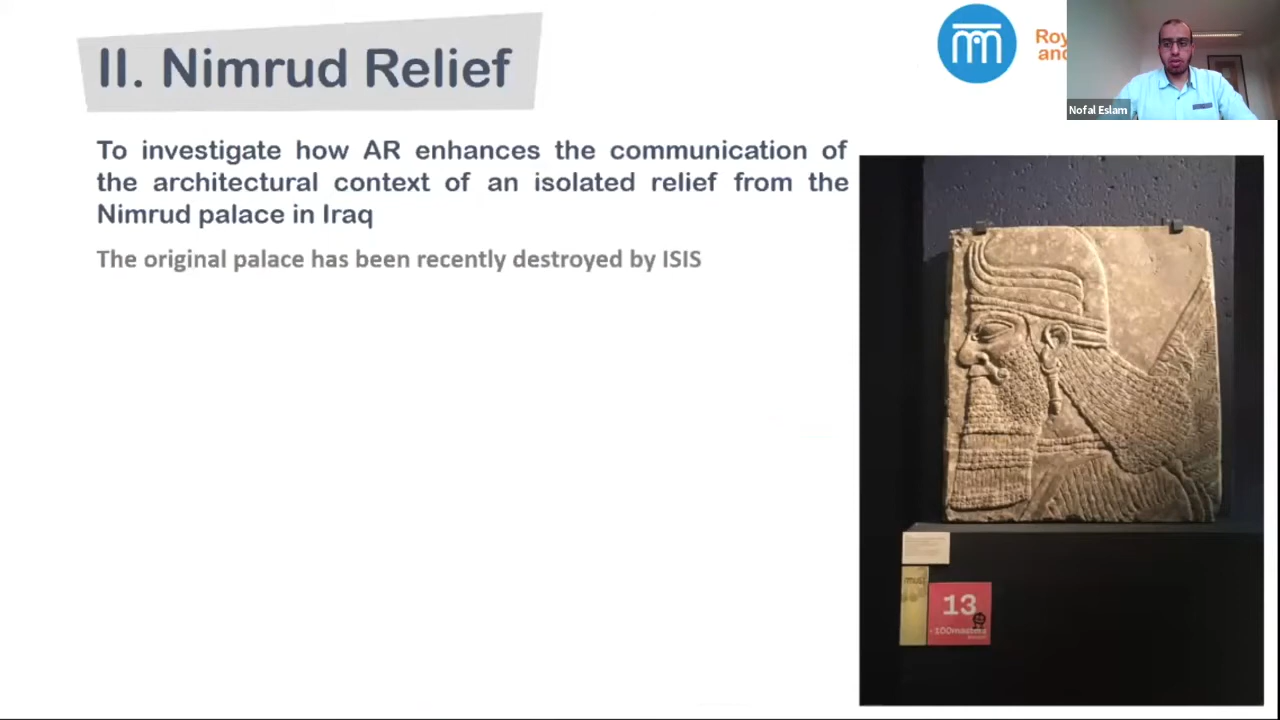 II. Nimrud Relief
Nofal Eslam
To investigate how AR enhances the communication of
the architectural context of an isolated relief from the
Nimrud palace in Iraq
The original palace has been recently destroyed by ISIS
13
100masters